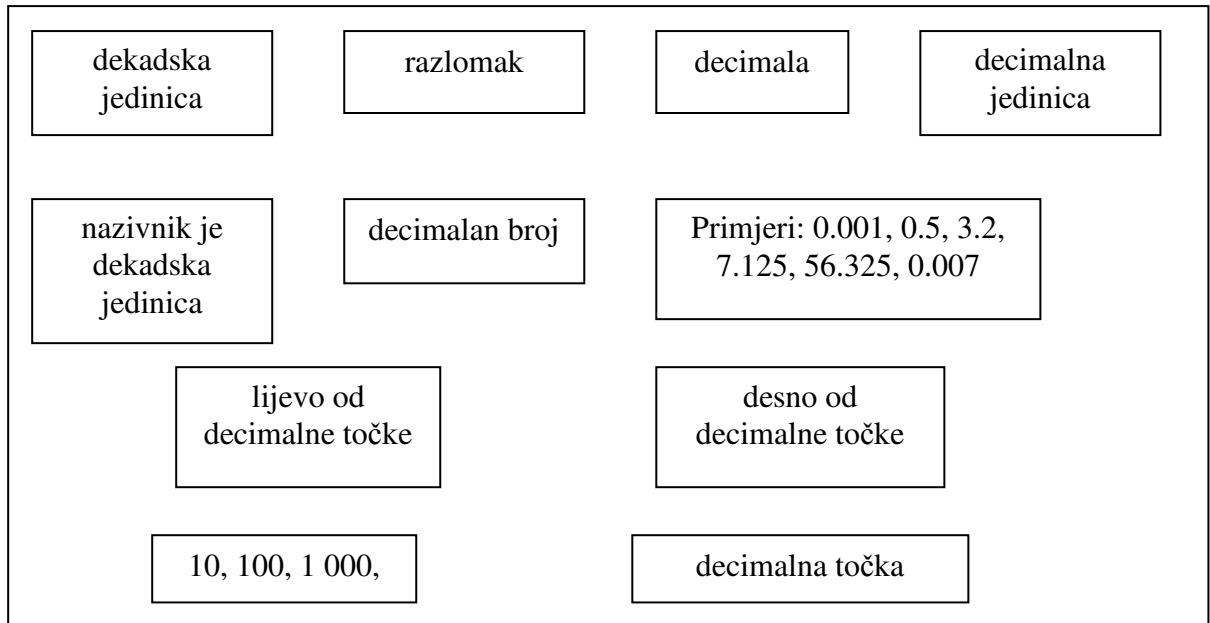 dekadska
jedinica
razlomak
decimala
decimalna
jedinica
nazivnik je
dekadska
jedinica
decimalan broj
Primjeri: 0.001, 0.5, 3.2,
7.125, 56.325, 0.007
lijevo od
decimalne točke
desno od
decimalne točke
10, 100, 1 000,
decimalna točka